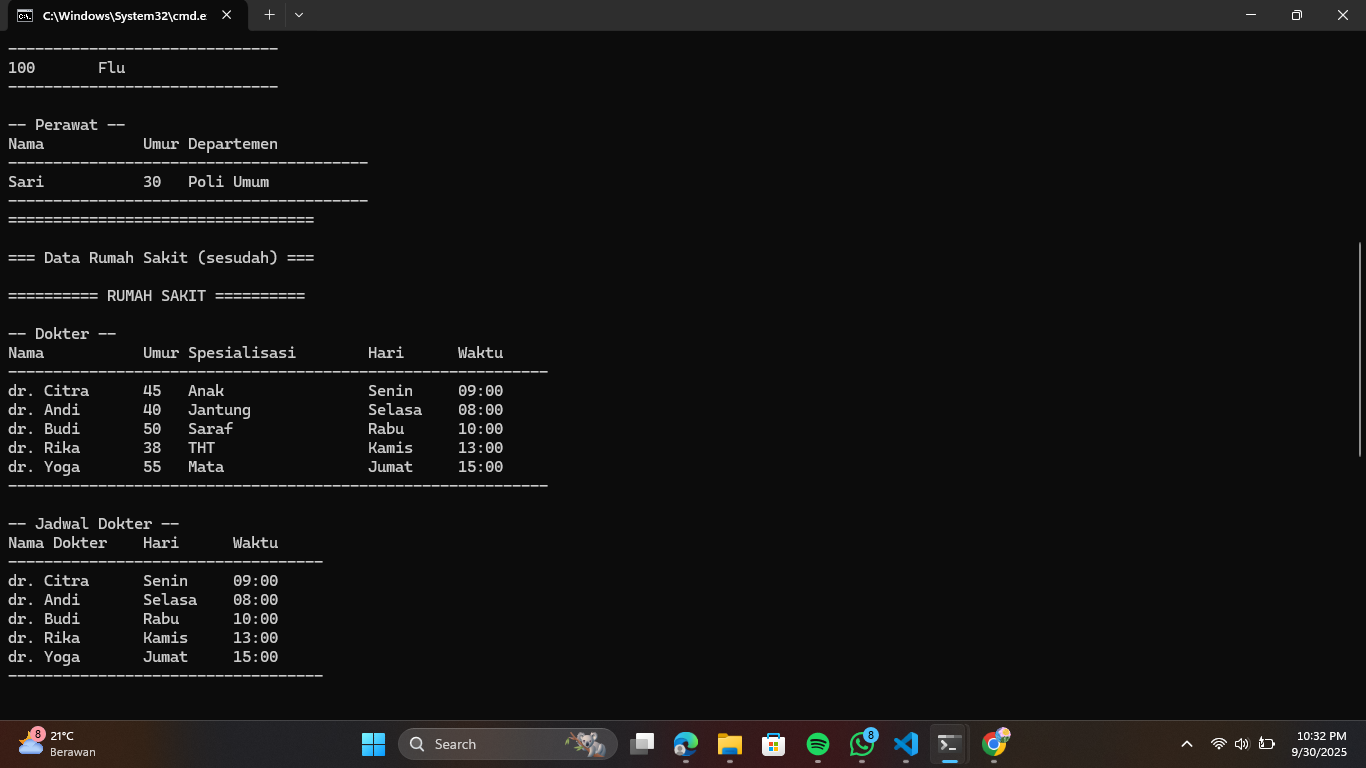 C:\Windows\System32\cmd.e
------------------------------
100       Flu
------------------------------
-- Perawat --
Nama           Umur Departemen
----------------------------------------
Sari           30   Poli Umum
----------------------------------------
==================================
=== Data Rumah Sakit (sesudah) ===
========== RUMAH SAKIT ==========
-- Dokter --
Nama           Umur Spesialisasi        Hari      Waktu
------------------------------------------------------------
dr. Citra      45   Anak                Senin     09:00
dr. Andi       40   Jantung             Selasa    08:00
dr. Budi       50   Saraf               Rabu      10:00
dr. Rika       38   THT                 Kamis     13:00
dr. Yoga       55   Mata                Jumat     15:00
------------------------------------------------------------
-- Jadwal Dokter --
Nama Dokter    Hari      Waktu
-----------------------------------
dr. Citra      Senin     09:00
dr. Andi       Selasa    08:00
dr. Budi       Rabu      10:00
dr. Rika       Kamis     13:00
dr. Yoga       Jumat     15:00
-----------------------------------
8
21°C
Berawan
Search
8
10:32 PM
9/30/2025